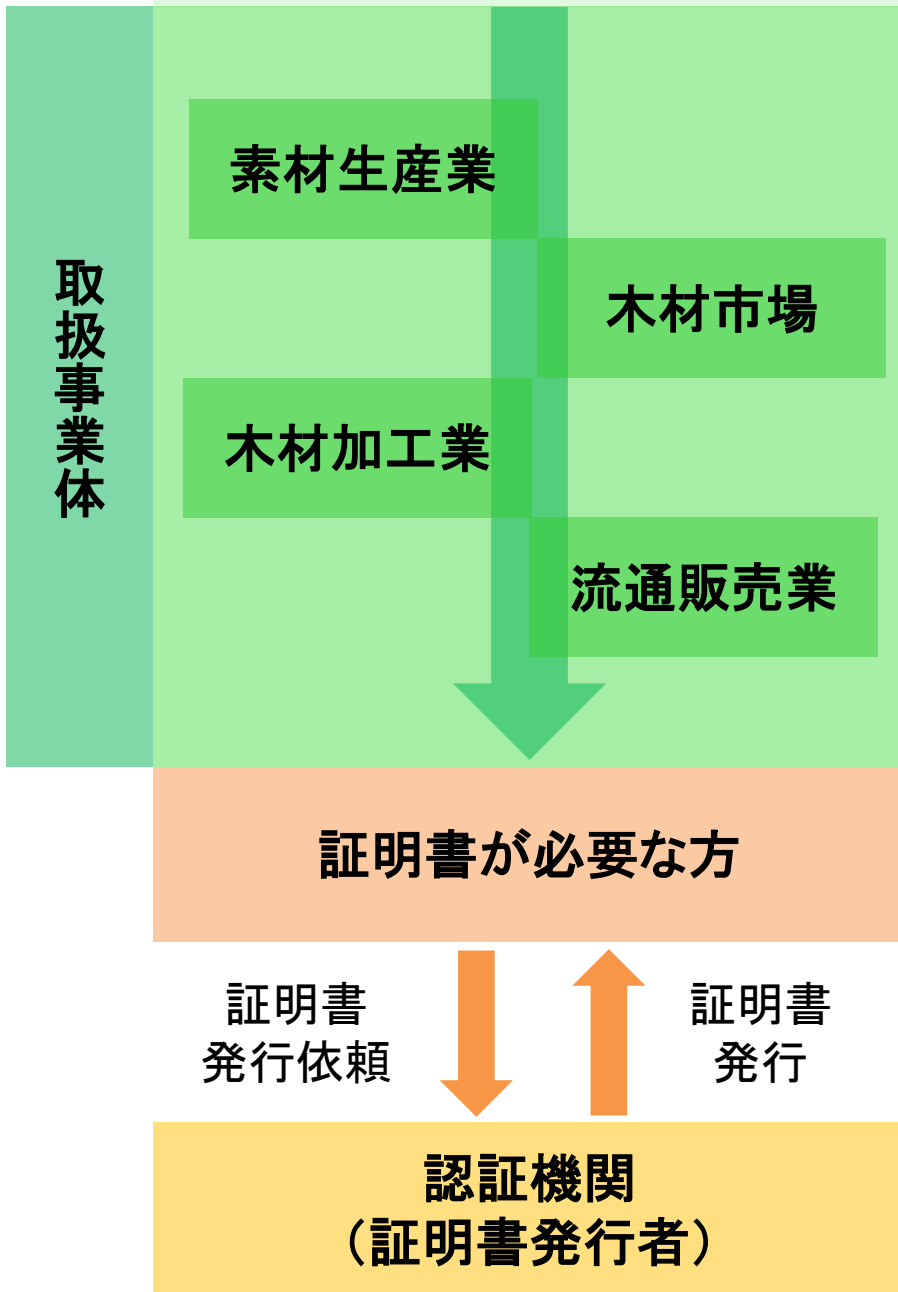 取扱事業体
素材生産業
木材市場
木材加工業
流通販売業
証明書が必要な方
証明書
発行依頼
証明書
発行
認証機関
（証明書発行者）